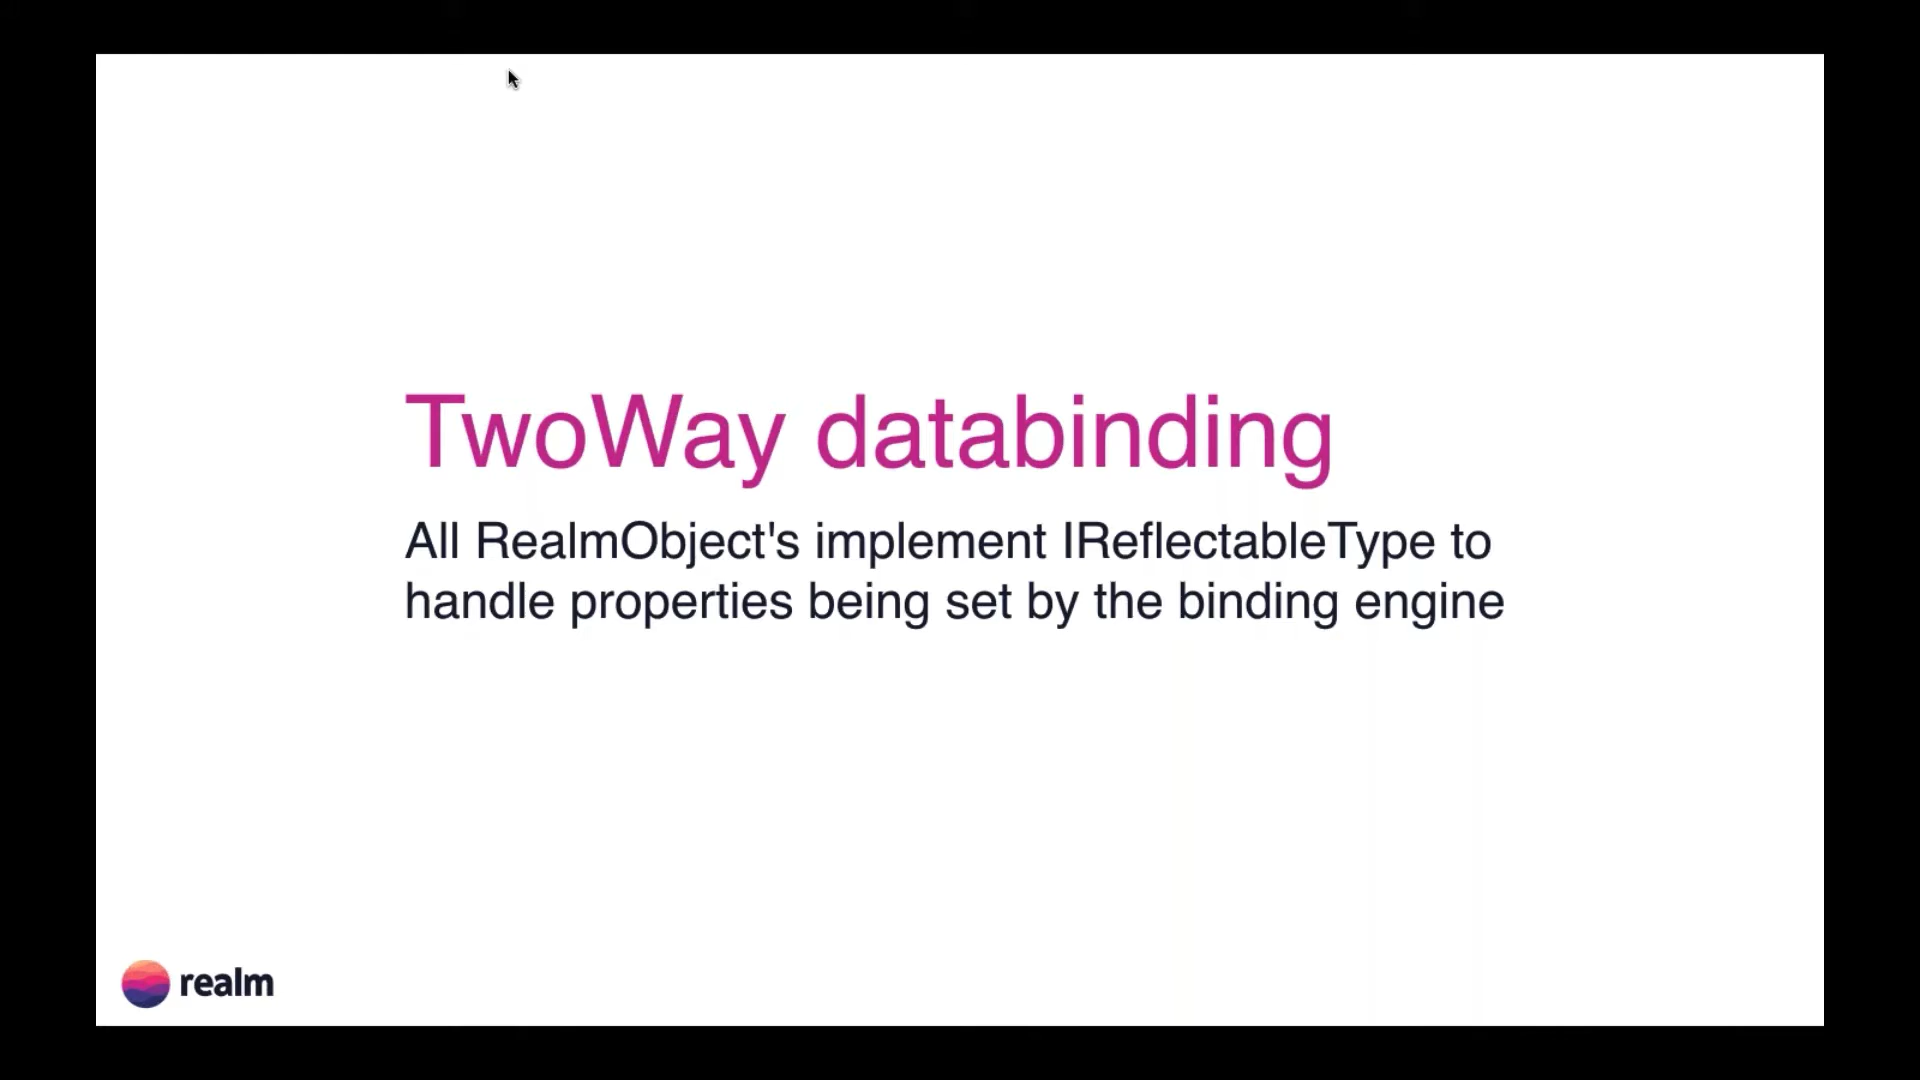 TwoWay databinding
All RealmObject's implement IReflectableType to
handle properties being set by the binding engine
realm